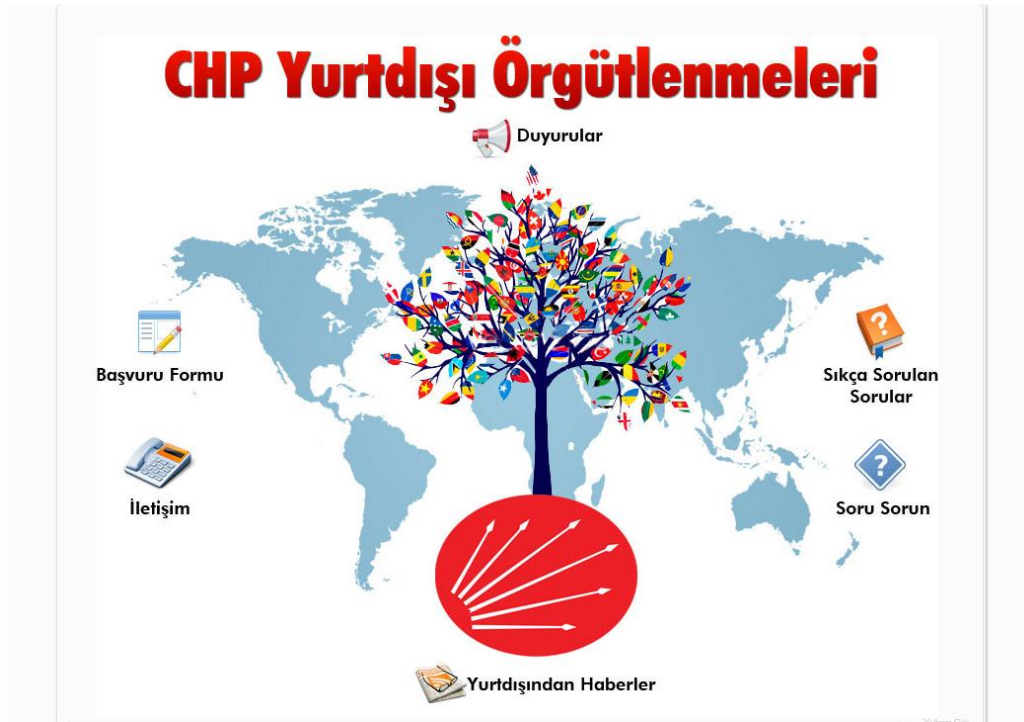 CHP Yurtdışı Örgütlenmeleri
Duyurular
Başvuru Formu
Sıkça Sorulan
Sorular
İletişim
Soru Sorun
Yurtdışından Haberler